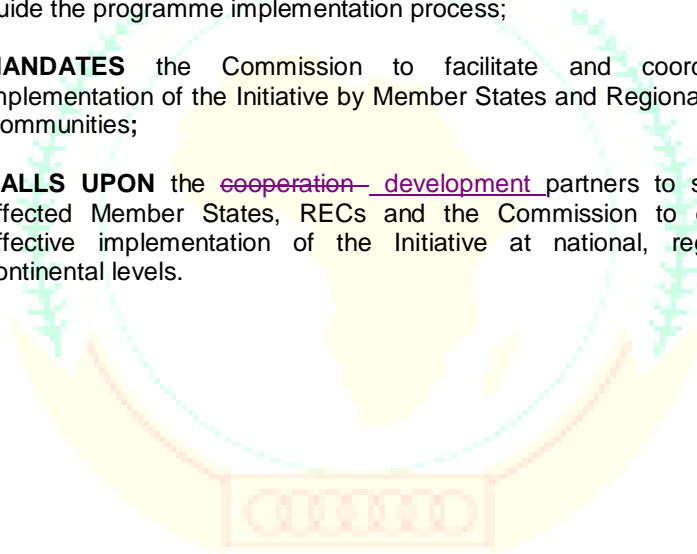 uide the programme implementation process;
ANDATES the Commission to facilitate and coord
mplementation of the Initiative by Member States and Regiona
ommunities;
ALLS UPON the cooperation development partners to s
ffected Member States, RECs and the Commission to
ffective implementation of the Initiative at national, reg
ontinental levels.